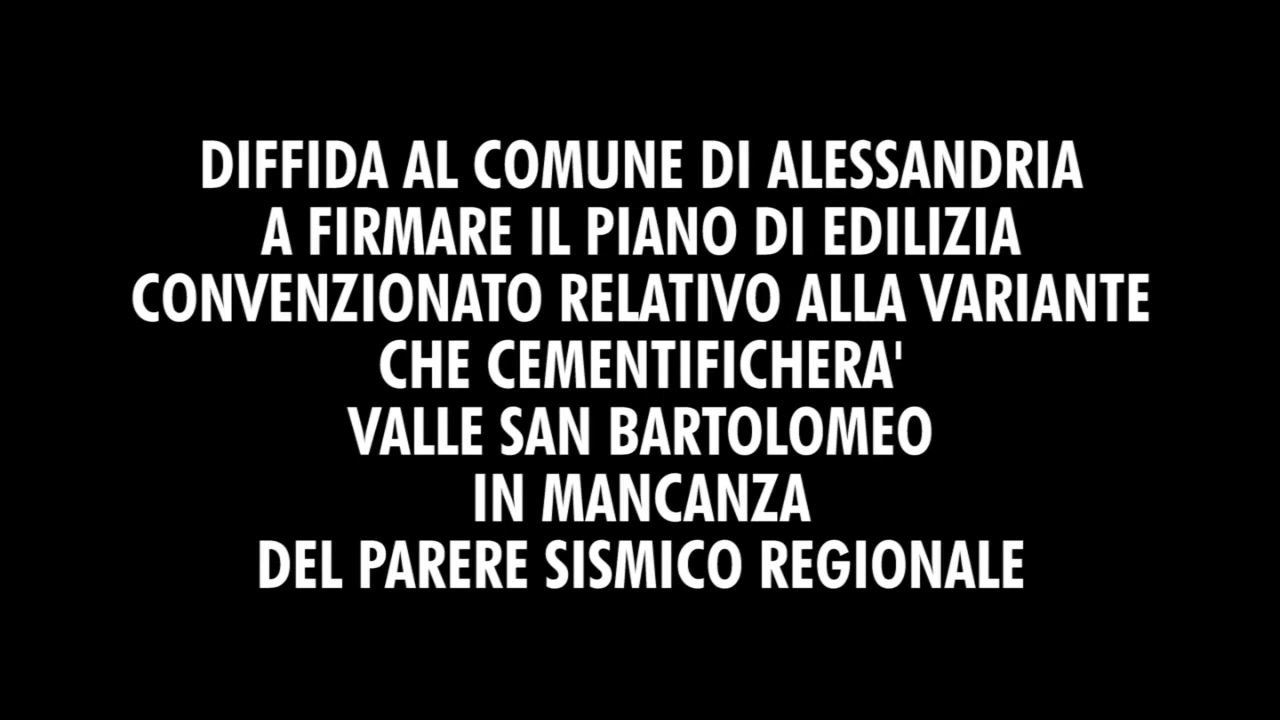 DIFFIDA AL COMUNE DI ALESSANDRIA
A FIRMARE IL PIANO DI EDILIZIA
CONVENZIONATO RELATIVO ALLA VARIANTE
CHE CEMENTIFICHERA'
VALLE SAN BARTOLOMEO
IN MANCANZA
DEL PARERE SISMICO REGIONALE